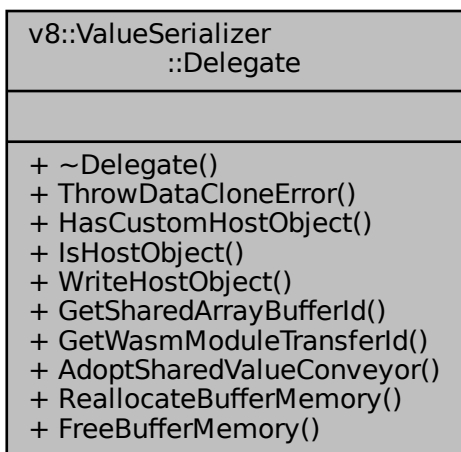 v8::ValueSerializer
::Delegate
+ ~Delegate()
+ ThrowDataCloneError()
+ HasCustomHostObject()
+ IsHostObject()
+ WriteHostObject()
+ GetSharedArrayBufferId()
+ GetWasmModuleTransferId()
+ AdoptSharedValueConveyor()
+ ReallocateBufferMemory()
+ FreeBufferMemory()